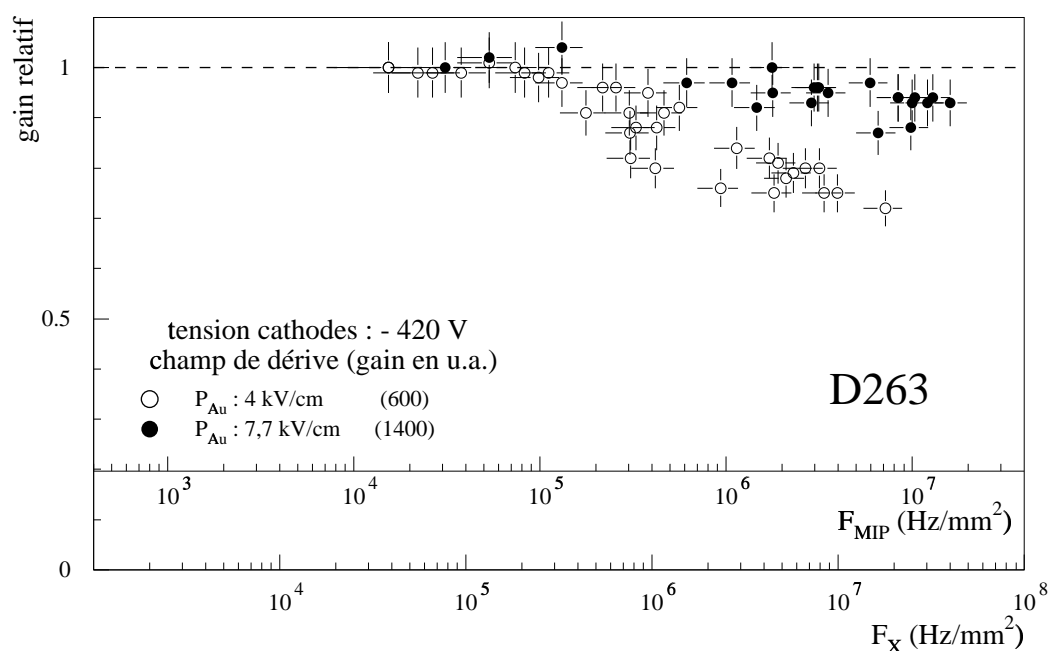 gain relatif
1
0.5
0
tension cathodes : - 420 V
champ de dérive (gain en u.a.)
P_Au : 4 kV/cm (600)
P_Au : 7,7 kV/cm (1400)
D263
10^3 10^4 10^5 10^6 10^7
F_MIP (Hz/mm^2)
10^4 10^5 10^6 10^7 10^8
F_X (Hz/mm^2)